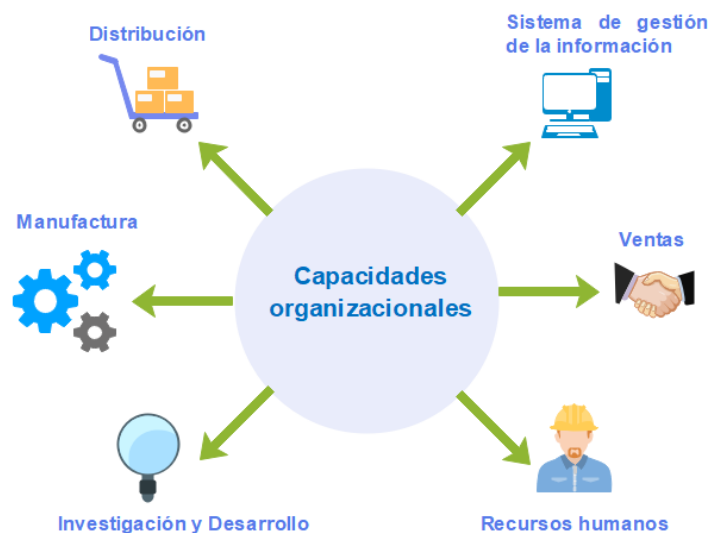 Distribución
Sistema de gestión
de la información
Manufactura
Ventas
Capacidades
organizacionales
Investigación y Desarrollo
Recursos humanos